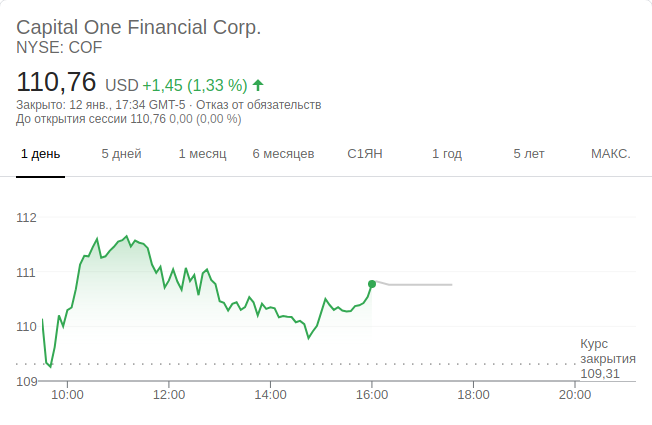 Capital One Financial Corp.
NYSE: COF
110,76 USD +1,45 (1,33 %)
Закрыто: 12 янв., 17:34 GMT-5 · Отказ от обязательств
До открытия сессии 110,76 0,00 (0,00 %)
1 день 5 дней 1 месяц 6 месяцев С1ЯН 1 год 5 лет МАКС.
112
111
110
Курс
закрытия
109,31
109
10:00 12:00 14:00 16:00 18:00 20:00